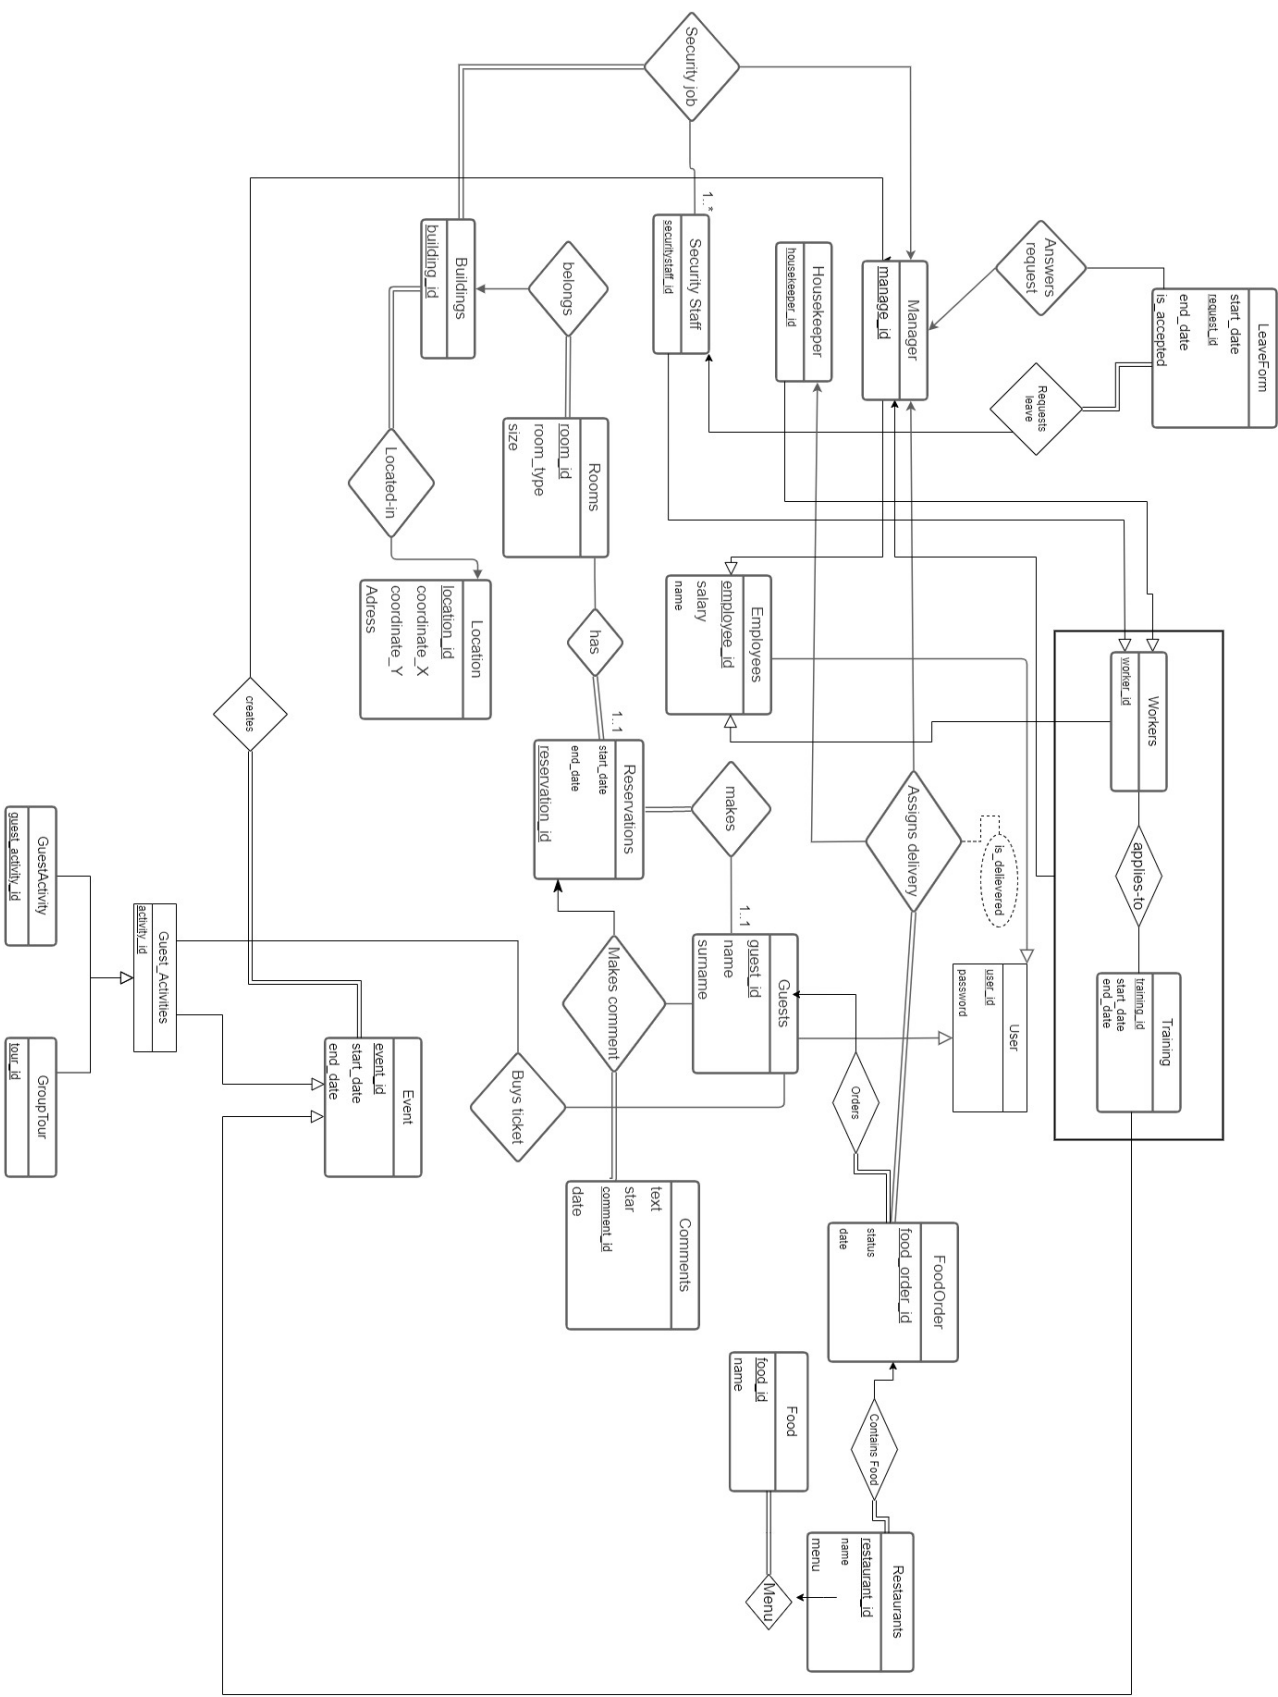 LeaveForm
start_date
request_id
end_date
is_accepted
Answers
request
Requests
leave
Manager
manage_id
Housekeeper
housekeeper_id
Security Staff
securitystaff_id
1..*
Security job
Buildings
building_id
belongs
Rooms
room_id
room_type
size
Located-in
Location
location_id
coordinate_X
coordinate_Y
Adress
has
1..1
Employees
employee_id
salary
name
Workers
worker_id
applies-to
Training
training_id
start_date
end_date
Assigns delivery
is_delievered
User
user_id
password
Reservations
start_date
end_date
reservation_id
makes
1..1
Guests
guest_id
name
surname
Makes comment
Orders
Buys ticket
Comments
text
star
comment_id
date
FoodOrder
food_order_id
status
date
Contains Food
Food
food_id
name
Menu
Restaurants
restaurant_id
name
menu
creates
Event
event_id
start_date
end_date
Guest_Activities
activity_id
GuestActivity
guest_activity_id
GroupTour
tour_id